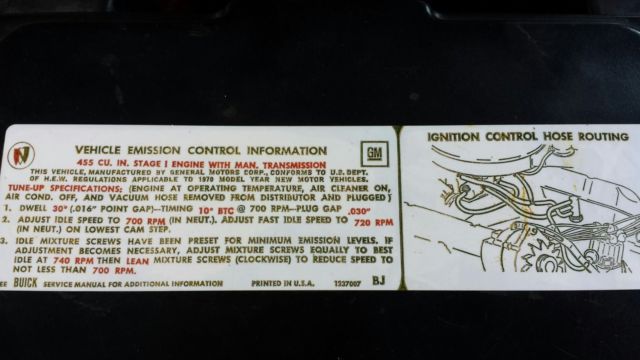 VEHICLE EMISSION CONTROL INFORMATION
GM
455 CU. IN. STAGE I ENGINE WITH MAN. TRANSMISSION
THIS VEHICLE, MANUFACTURED BY GENERAL MOTORS CORP., CONFORMS TO U.S. DEPT.
OF H.E.W. REGULATIONS APPLICABLE TO 1970 MODEL YEAR NEW MOTOR VEHICLES.
TUNE-UP SPECIFICATIONS: (ENGINE AT OPERATING TEMPERATURE, AIR CLEANER ON,
AIR COND. OFF, AND VACUUM HOSE REMOVED FROM DISTRIBUTOR AND PLUGGED)
1. DWELL 30° (.016" POINT GAP)—TIMING 10° BTC @ 700 RPM—PLUG GAP .030"
2. ADJUST IDLE SPEED TO 700 RPM (IN NEUT.). ADJUST FAST IDLE SPEED TO 720 RPM
(IN NEUT.) ON LOWEST CAM STEP.
3. IDLE MIXTURE SCREWS HAVE BEEN PRESET FOR MINIMUM EMISSION LEVELS. IF
ADJUSTMENT BECOMES NECESSARY, ADJUST MIXTURE SCREWS EQUALLY TO BEST
IDLE AT 740 RPM THEN LEAN MIXTURE SCREWS (CLOCKWISE) TO REDUCE SPEED TO
NOT LESS THAN 700 RPM.
EE BUICK SERVICE MANUAL FOR ADDITIONAL INFORMATION PRINTED IN U.S.A. 1237007 BJ
IGNITION CONTROL HOSE ROUTING